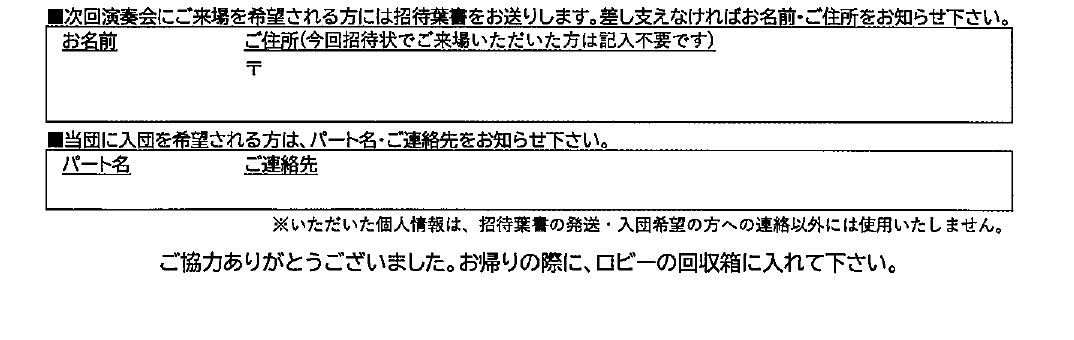 ■次回演奏会にご来場を希望される方には招待葉書をお送りします。差し支えなければお名前・ご住所をお知らせ下さい。
お名前 ご住所(今回招待状でご来場いただいた方は記入不要です)
〒
■当団に入団を希望される方は、パート名・ご連絡先をお知らせ下さい。
パート名 ご連絡先
※いただいた個人情報は、招待葉書の発送・入団希望の方への連絡以外には使用いたしません。
ご協力ありがとうございました。お帰りの際に、ロビーの回収箱に入れて下さい。